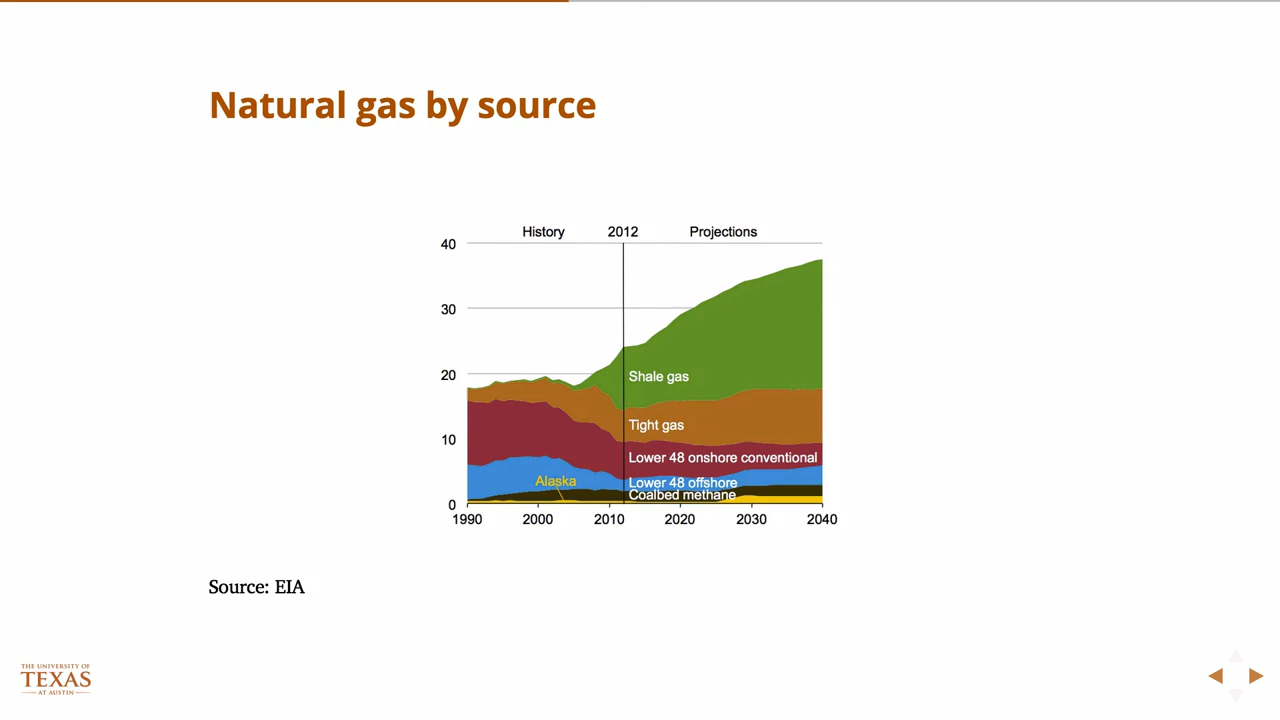 Natural gas by source
History 2012 Projections
40
30
20
10
0
Shale gas
Tight gas
Lower 48 onshore conventional
Lower 48 offshore
Alaska
Coalbed methane
1990 2000 2010 2020 2030 2040
Source: EIA
THE UNIVERSITY OF
TEXAS
AT AUSTIN